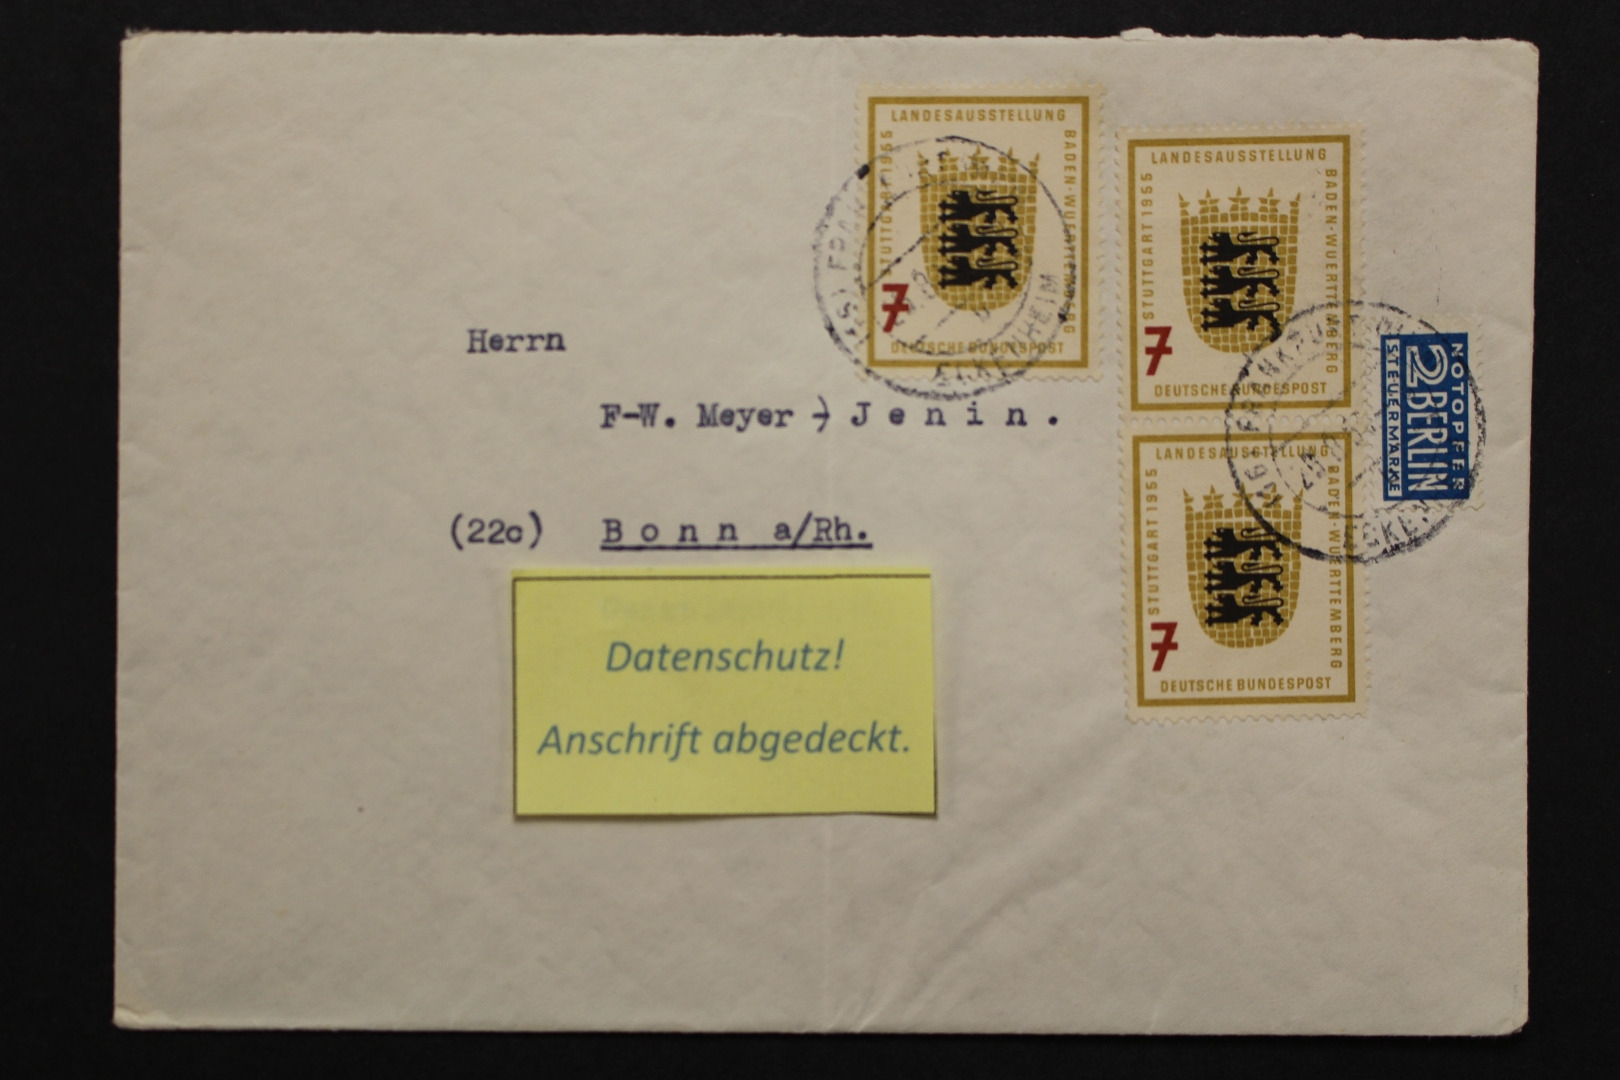 LANDESAUSSTELLUNG
BADEN-WUERTTEMBERG
STUTTGART 1955
7
DEUTSCHE BUNDESPOST
ECKENHEIM
LANDESAUSSTELLUNG
BADEN-WUERTTEMBERG
STUTTGART 1955
7
DEUTSCHE BUNDESPOST
LANDESAUSSTELLUNG
BADEN-WUERTTEMBERG
STUTTGART 1955
7
DEUTSCHE BUNDESPOST
NOTOPFER
2 BERLIN
STEUERMARKE
Herrn
F-W. Meyer - Jenin.
(22c) Bonn a/Rh.
Datenschutz!
Anschrift abgedeckt.